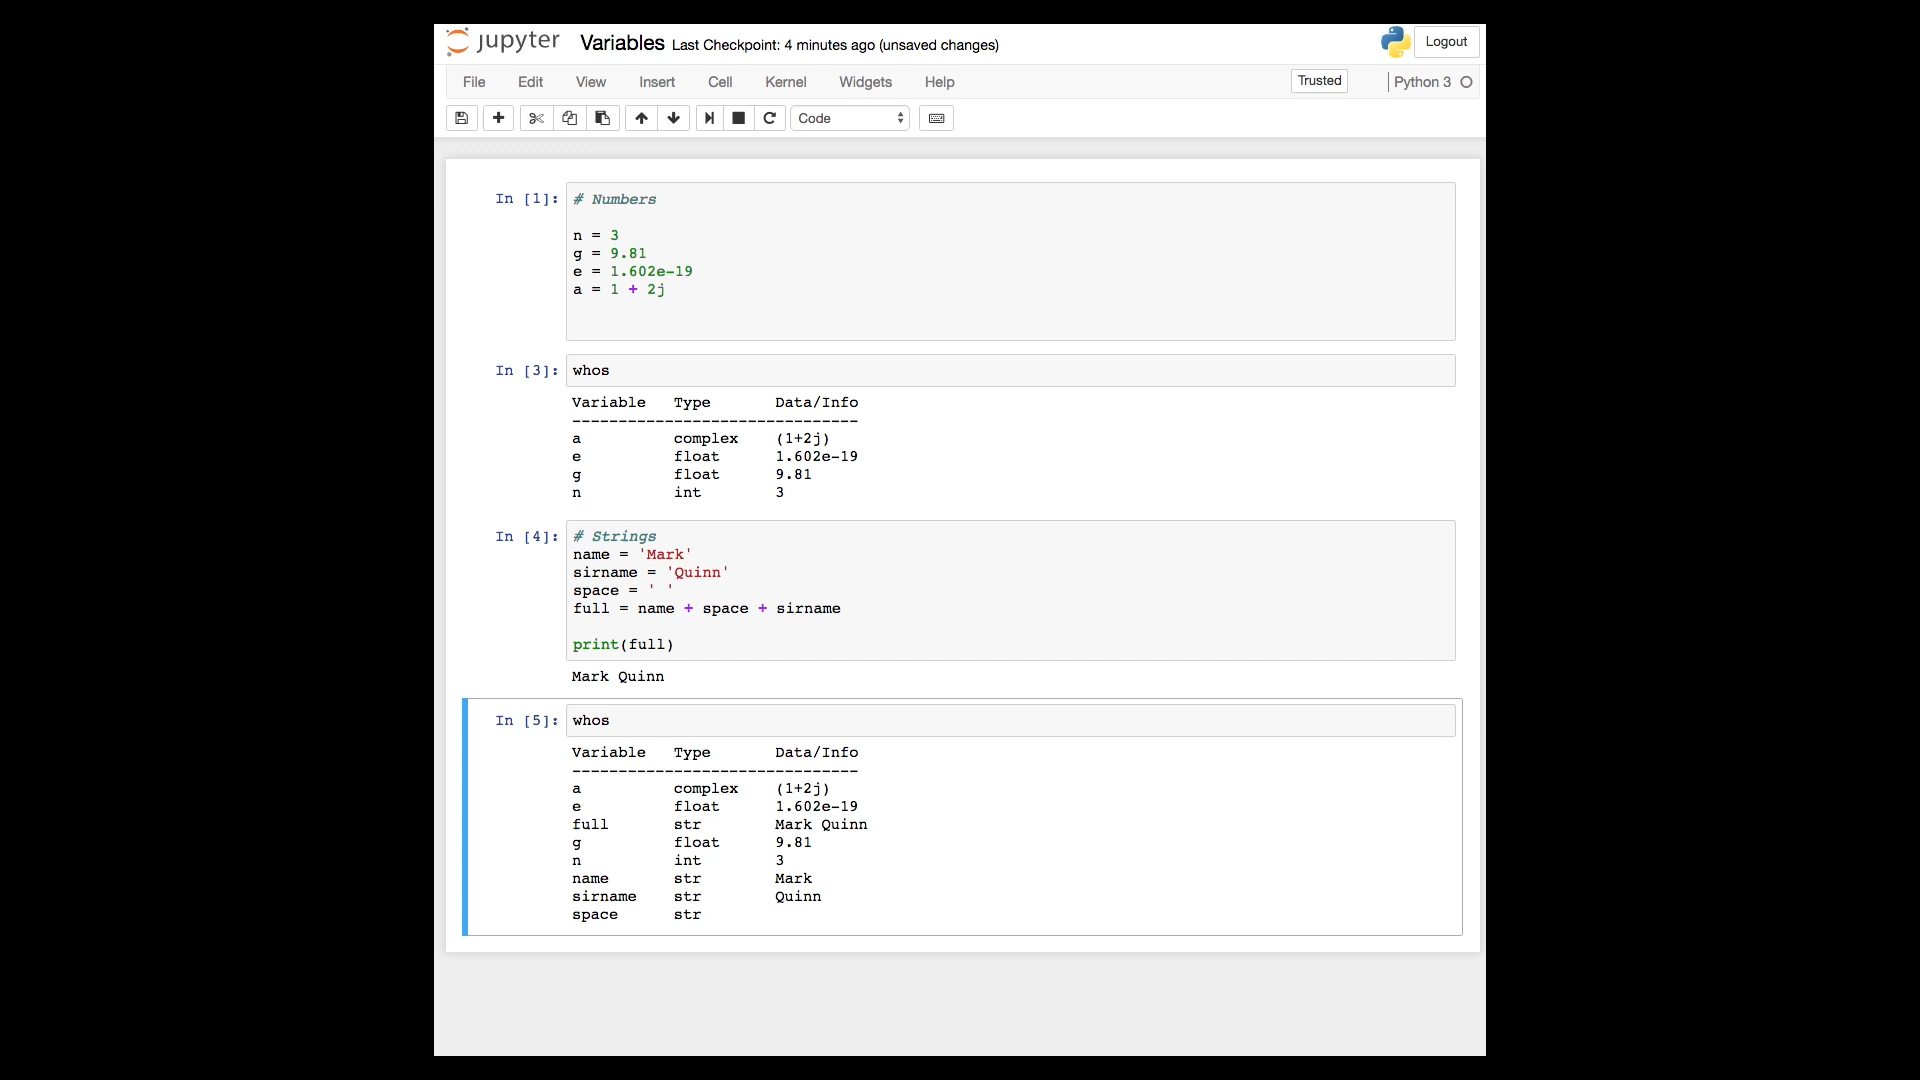 jupyter Variables Last Checkpoint: 4 minutes ago (unsaved changes) Logout
File Edit View Insert Cell Kernel Widgets Help Trusted Python 3
Code
In [1]: # Numbers
n = 3
g = 9.81
e = 1.602e-19
a = 1 + 2j
In [3]: whos
Variable Type Data/Info
-------------------------------
a complex (1+2j)
e float 1.602e-19
g float 9.81
n int 3
In [4]: # Strings
name = 'Mark'
sirname = 'Quinn'
space = ' '
full = name + space + sirname
print(full)
Mark Quinn
In [5]: whos
Variable Type Data/Info
-------------------------------
a complex (1+2j)
e float 1.602e-19
full str Mark Quinn
g float 9.81
n int 3
name str Mark
sirname str Quinn
space str